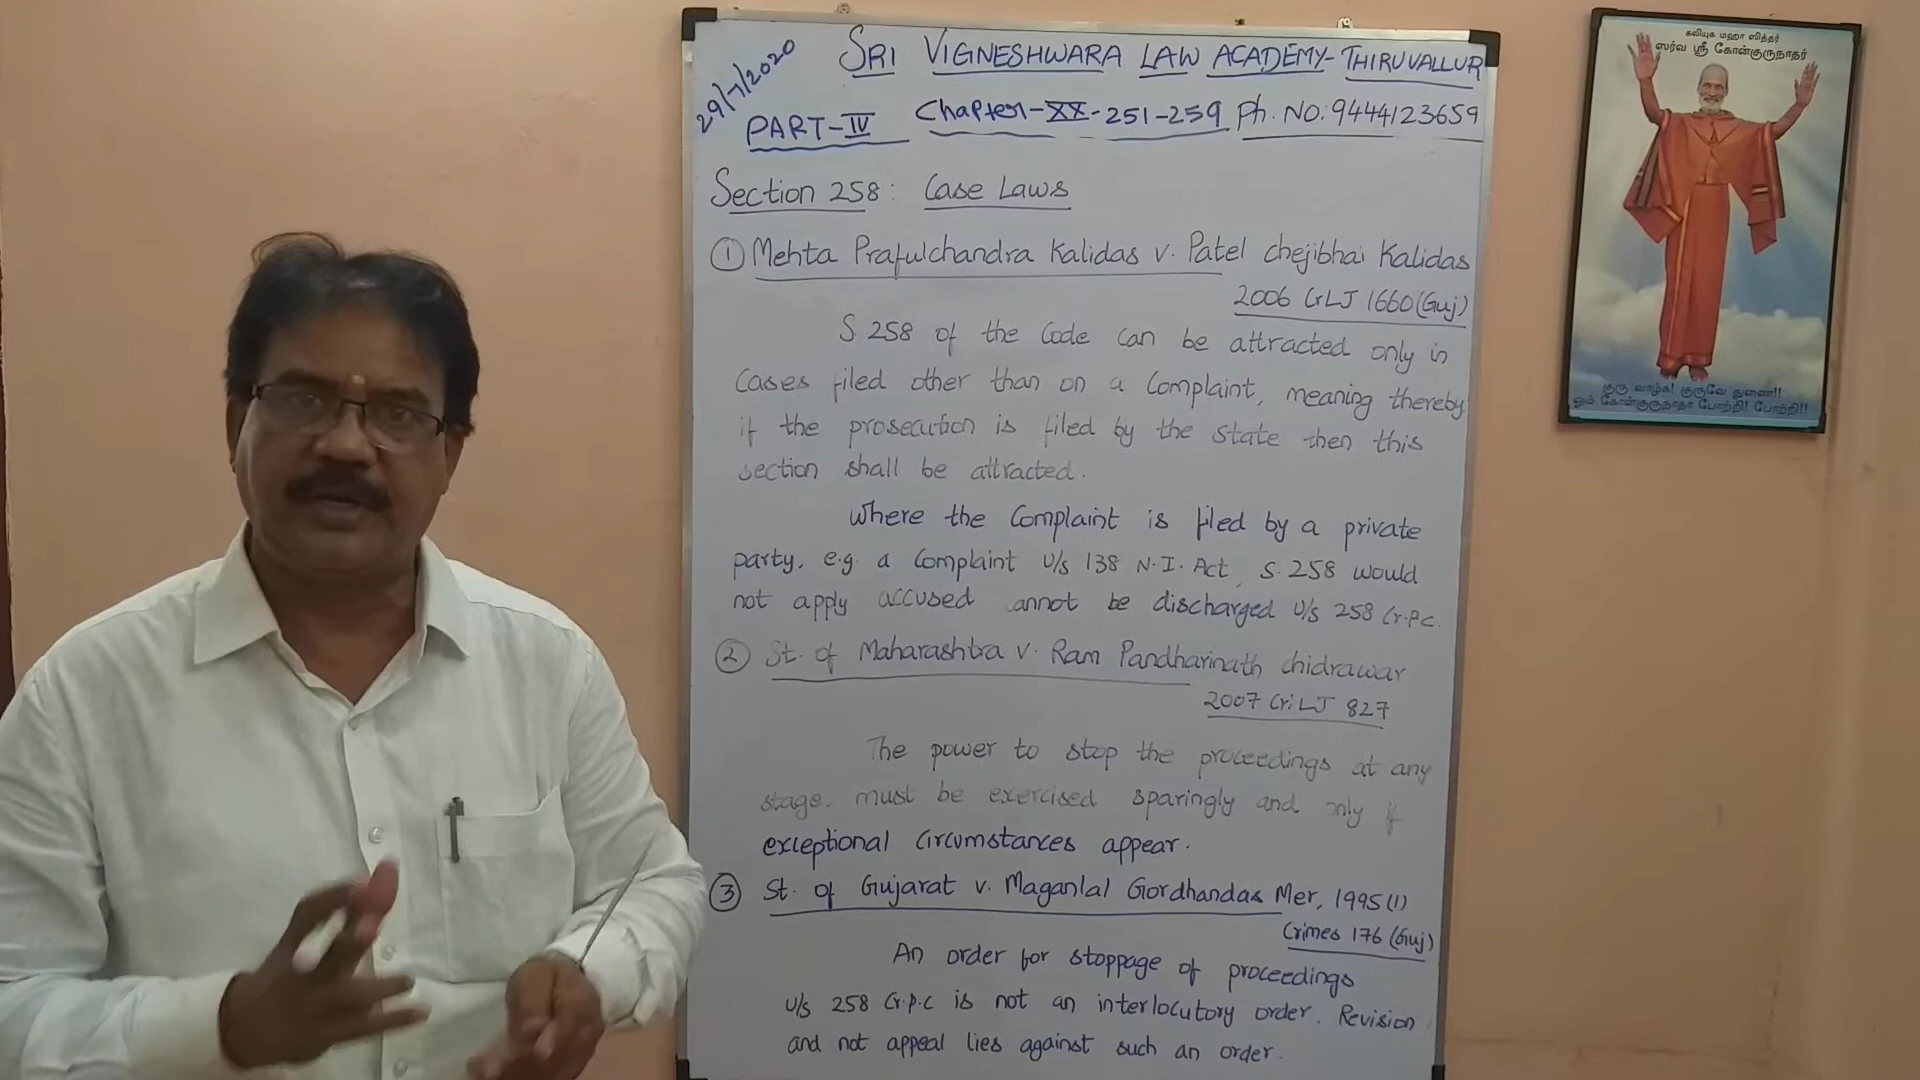 29/7/2020
SRI VIGNESHWARA LAW ACADEMY-THIRUVALLUR
PART-IV Chapter-XX-251-259 Ph. NO: 9444123659
Section 258: Case Laws
① Mehta Prafulchandra Kalidas v. Patel chejibhai Kalidas
2006 CrLJ 1660 (Guj)
S 258 of the Code can be attracted only in
Cases filed other than on a Complaint, meaning thereby
if the prosecution is filed by the state then this
section shall be attracted.
Where the Complaint is filed by a private
party, e.g. a Complaint U/s 138 N.I. Act, S. 258 would
not apply accused cannot be discharged U/s 258 Cr.P.C.
② St. of Maharashtra v. Ram Pandharinath chidrawar
2007 Cri LJ 827
The power to stop the proceedings at any
stage. must be exercised sparingly and only if
exceptional circumstances appear.
③ St. of Gujarat v. Maganlal Gordhandas Mer, 1995 (1)
Crimes 176 (Guj)
An order for stoppage of proceedings
U/s 258 Cr.P.C is not an interlocutory order. Revision
and not appeal lies against such an order.
கலியுக மஹா சித்தர்
ஸர்வ ஸ்ரீ கோன்குருநாதர்
குரு வாழ்க! குருவே துணை!!
ஓம் கோன்குருநாதா போற்றி! போற்றி!!